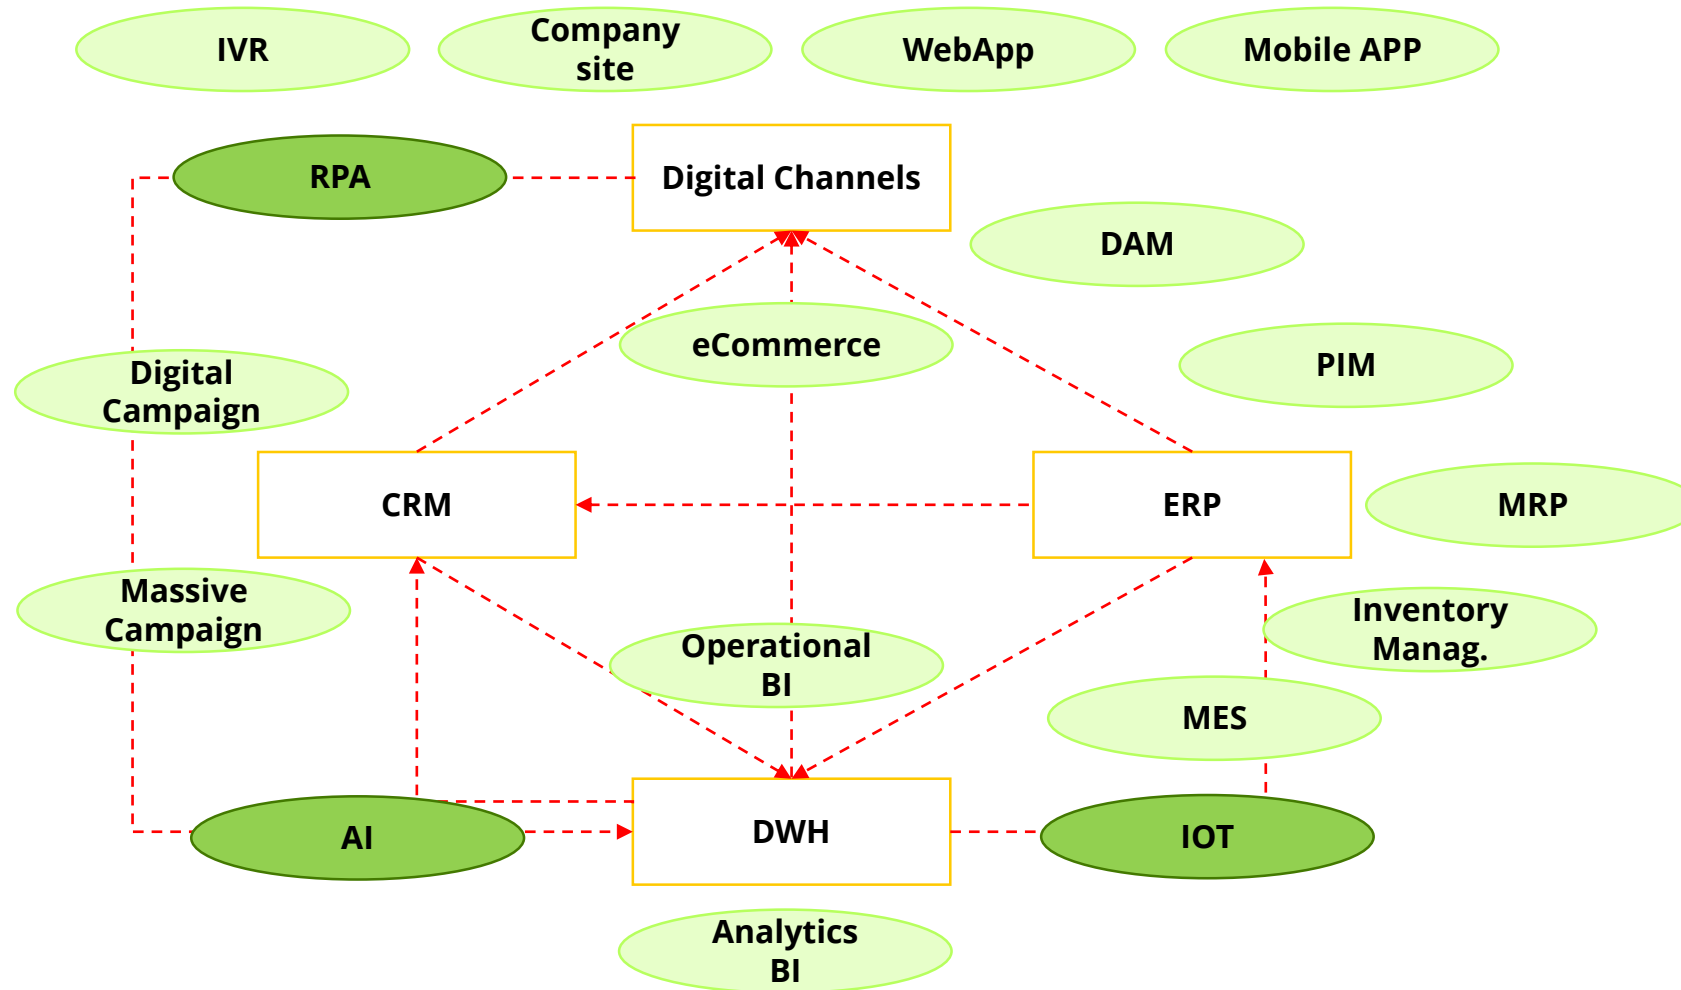 IVR
Company
site
WebApp
Mobile APP
RPA
Digital Channels
DAM
eCommerce
PIM
Digital
Campaign
CRM
ERP
MRP
Massive
Campaign
Inventory
Manag.
Operational
BI
MES
AI
DWH
IOT
Analytics
BI